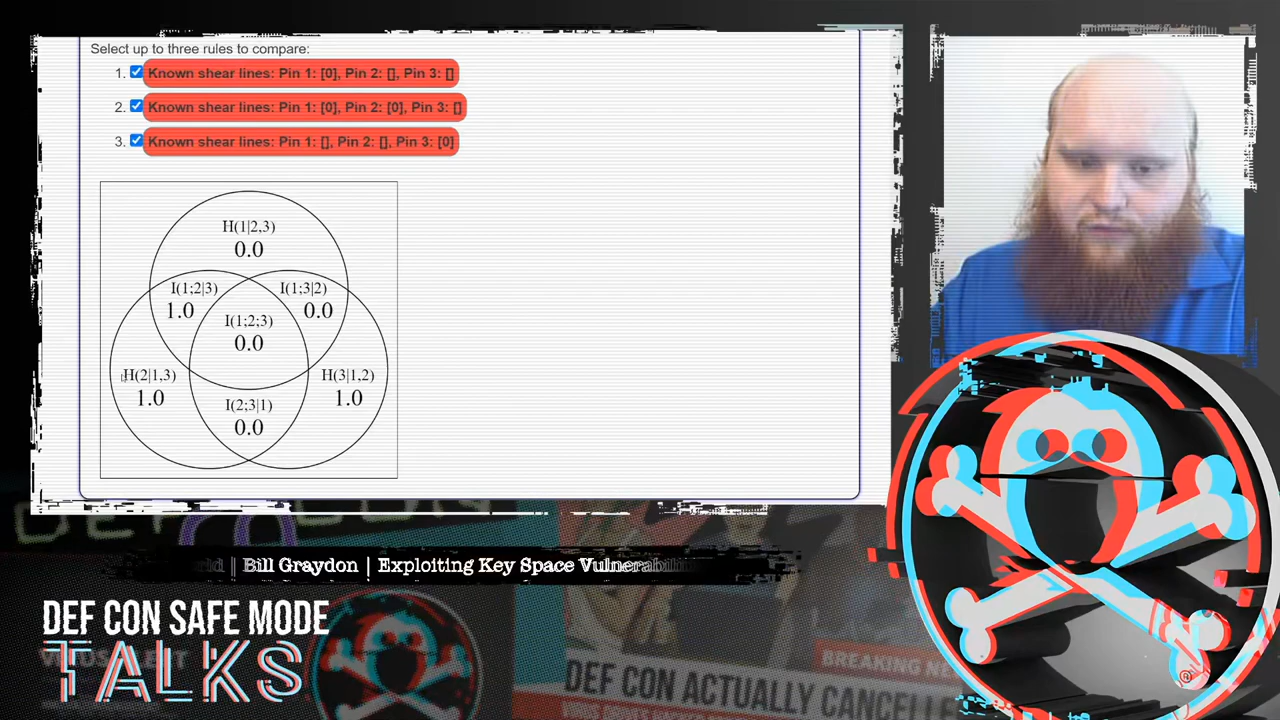 Select up to three rules to compare:
1. Known shear lines: Pin 1: [0], Pin 2: [], Pin 3: []
2. Known shear lines: Pin 1: [0], Pin 2: [0], Pin 3: []
3. Known shear lines: Pin 1: [], Pin 2: [], Pin 3: [0]
H(1|2,3)
0.0
I(1;2|3) I(1;3|2)
1.0 0.0
I(1;2;3)
0.0
H(2|1,3) H(3|1,2)
1.0 1.0
I(2;3|1)
0.0
| Bill Graydon | Exploiting Key Space
DEF CON SAFE MODE
TALKS
BREAKING
DEF CON ACTUALLY
®